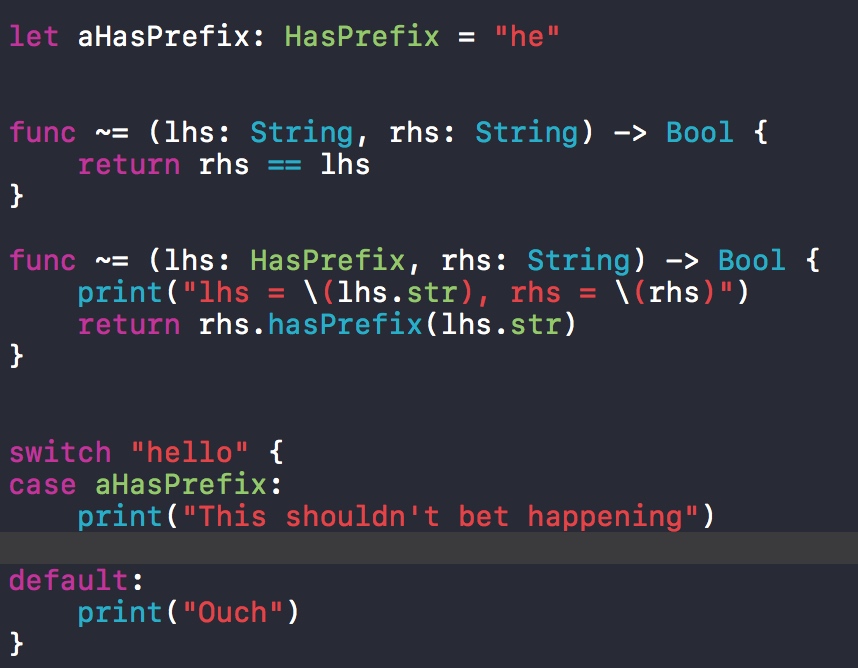 let aHasPrefix: HasPrefix = "he"
func ~= (lhs: String, rhs: String) -> Bool {
    return rhs == lhs
}
func ~= (lhs: HasPrefix, rhs: String) -> Bool {
    print("lhs = \(lhs.str), rhs = \(rhs)")
    return rhs.hasPrefix(lhs.str)
}
switch "hello" {
case aHasPrefix:
    print("This shouldn't bet happening")
default:
    print("Ouch")
}